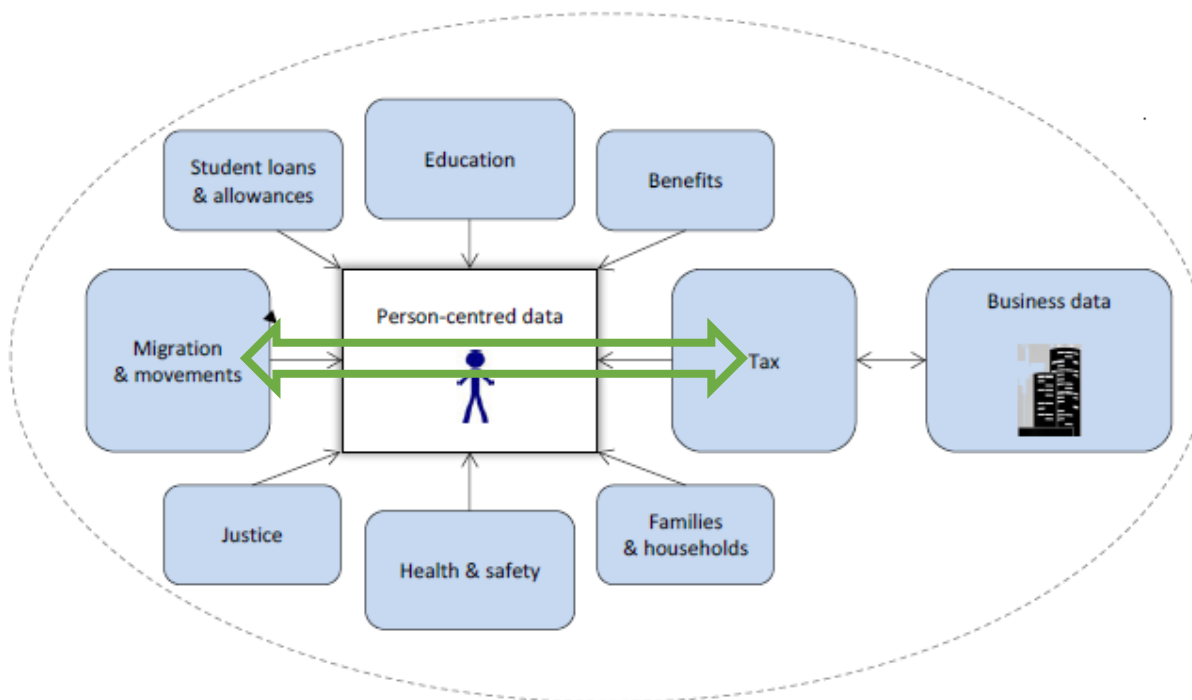 Student loans
& allowances
Education
Benefits
Migration
& movements
Person-centred data
Tax
Business data
Justice
Health & safety
Families
& households